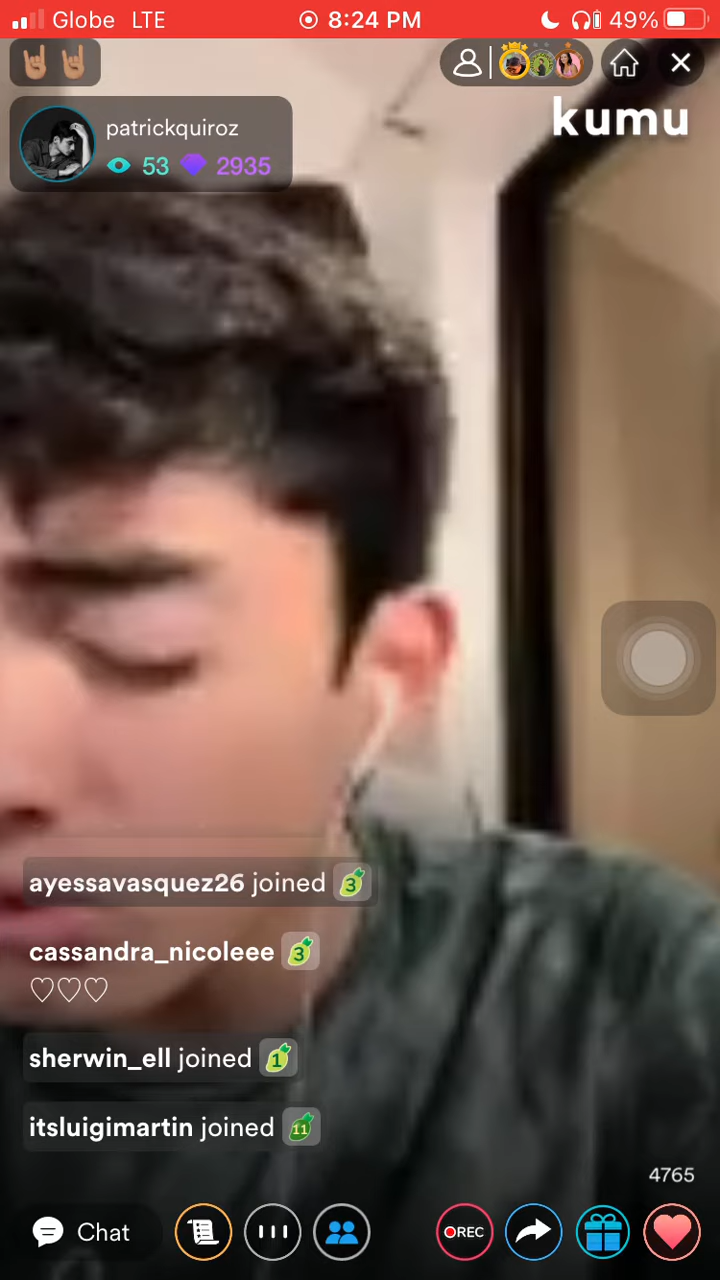 Globe LTE 8:24 PM 49%
patrickquiroz
53 2935
kumu
ayessavasquez26 joined 3
cassandra_nicoleee 3
♡♡♡
sherwin_ell joined 1
itsluigimartin joined 11
4765
Chat REC